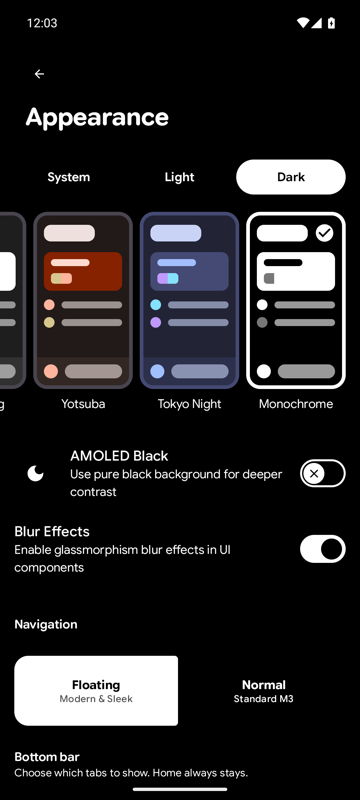 12:03
Appearance
System
Light
Dark
g
Yotsuba
Tokyo Night
Monochrome
AMOLED Black
Use pure black background for deeper
contrast
Blur Effects
Enable glassmorphism blur effects in UI
components
Navigation
Floating
Modern & Sleek
Normal
Standard M3
Bottom bar
Choose which tabs to show. Home always stays.